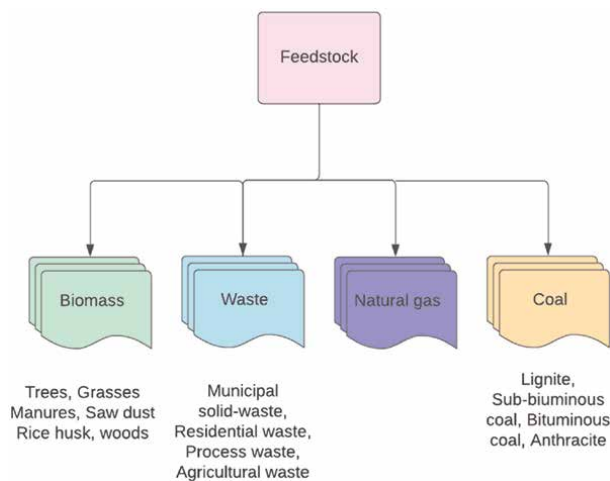 Feedstock
Biomass
Waste
Natural gas
Coal
Trees, Grasses
Manures, Saw dust
Rice husk, woods
Municipal
solid-waste,
Residential waste,
Process waste,
Agricultural waste
Lignite,
Sub-biuminous
coal, Bituminous
coal, Anthracite